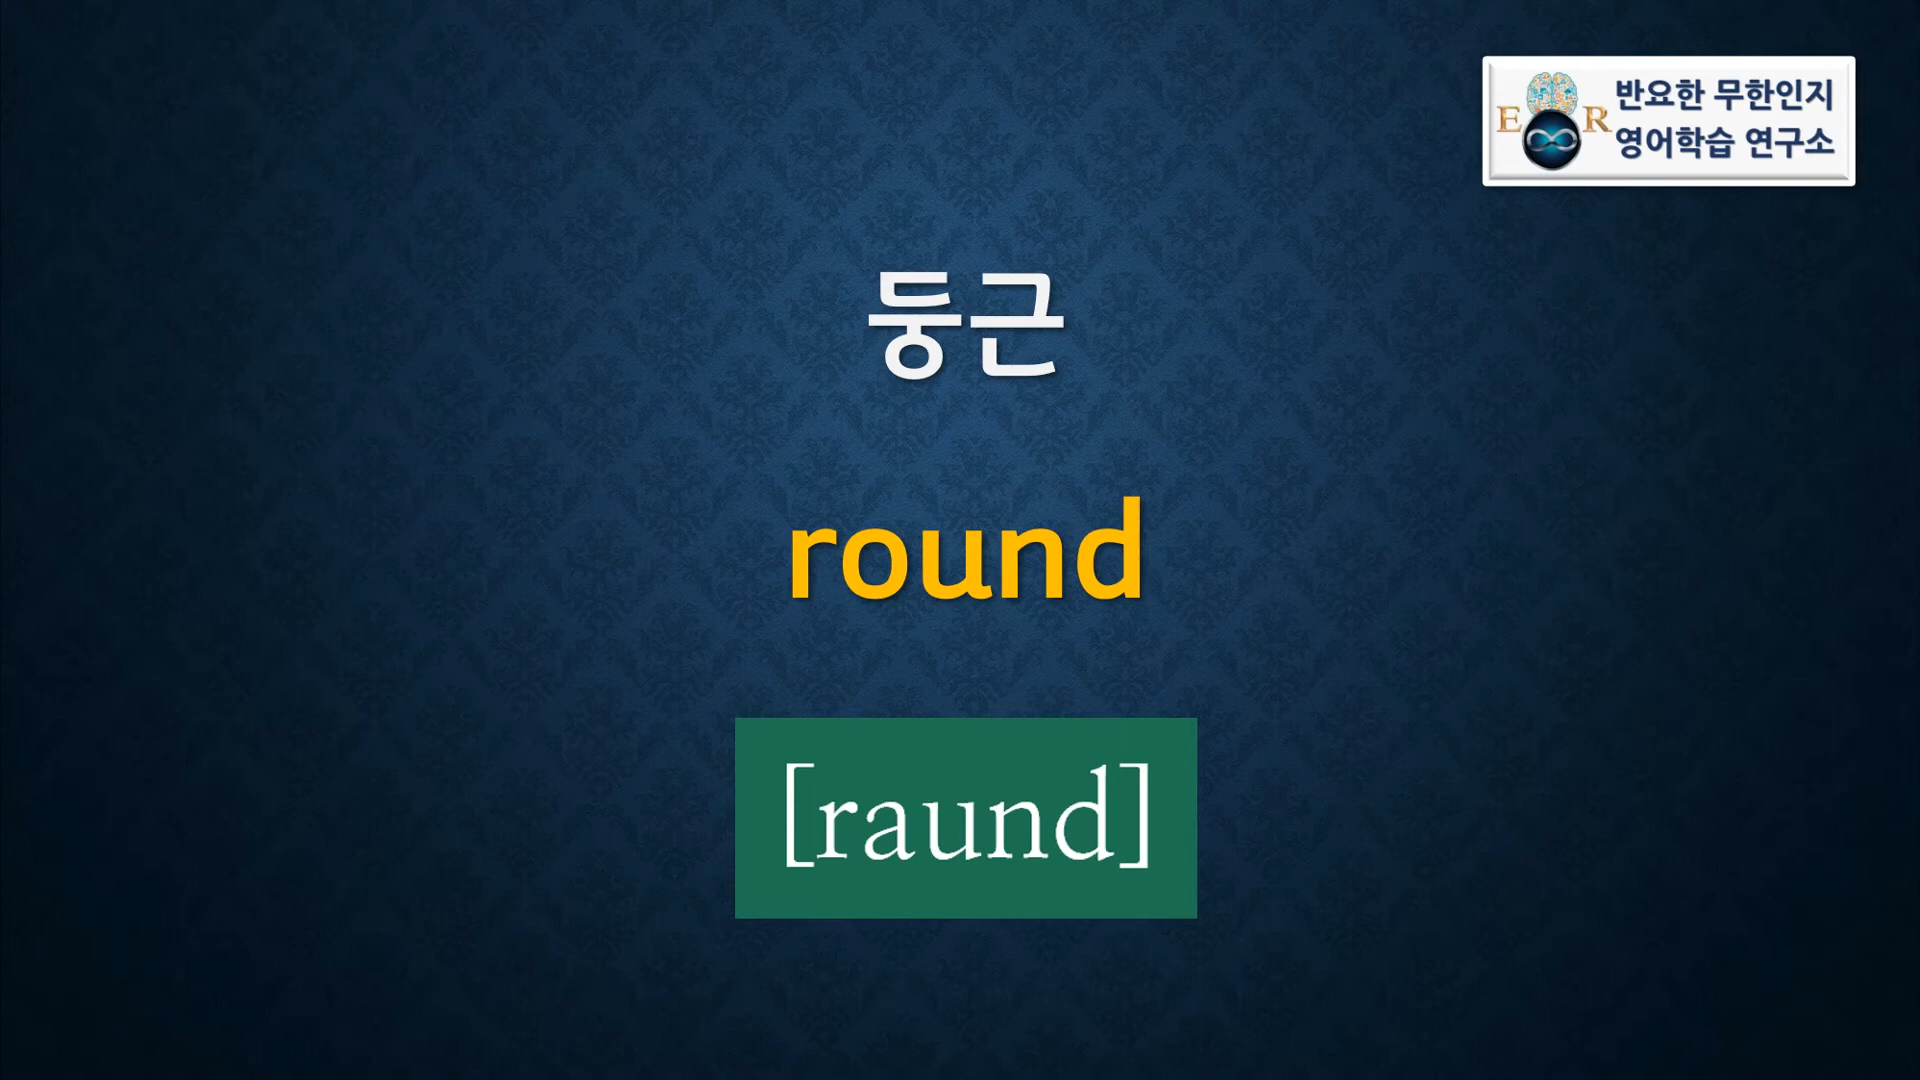 E R
반요한 무한인지
영어학습 연구소
둥근
round
[raund]